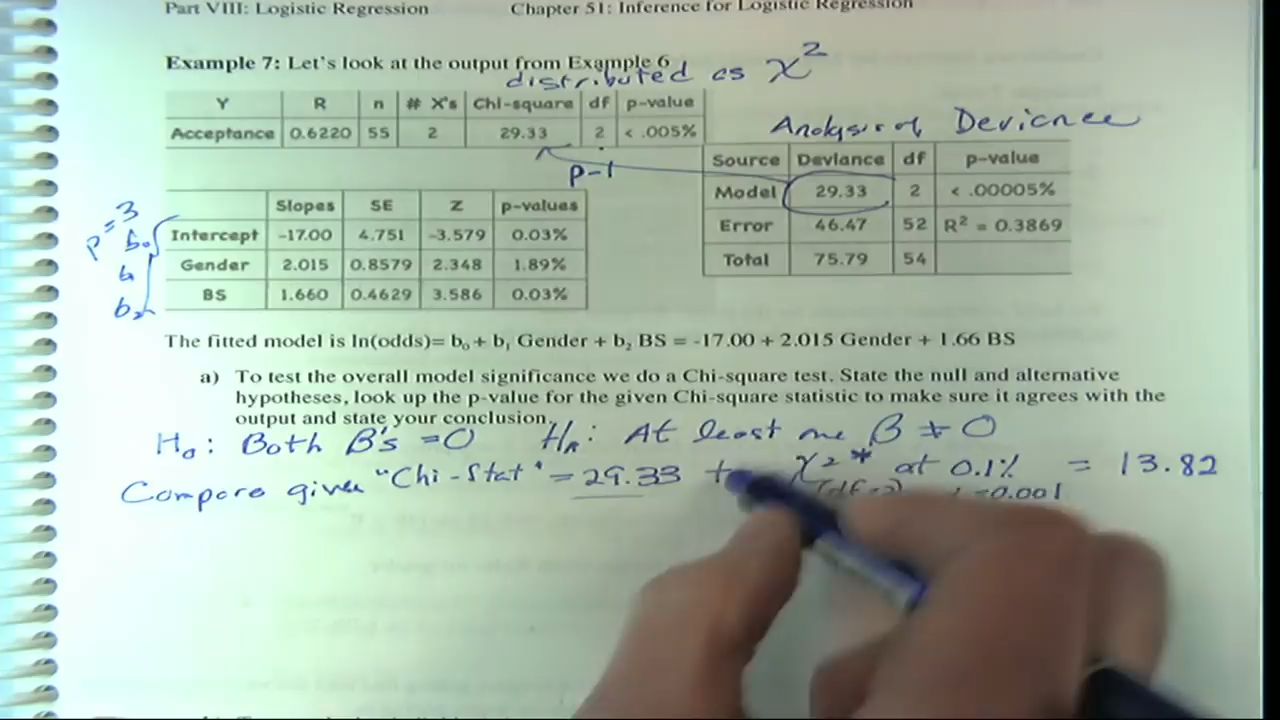 Part VIII: Logistic Regression Chapter 51: Inference for Logistic Regression
Example 7: Let's look at the output from Example 6
distributed as χ²
Y R n # X's Chi-square df p-value
Acceptance 0.6220 55 2 29.33 2 < .005%
p-1
Analysis of Deviance
Source Deviance df p-value
Model 29.33 2 < .00005%
Error 46.47 52 R² = 0.3869
Total 75.79 54
p=3
b₀
b₁
b₂
Slopes SE Z p-values
Intercept -17.00 4.751 -3.579 0.03%
Gender 2.015 0.8579 2.348 1.89%
BS 1.660 0.4629 3.586 0.03%
The fitted model is ln(odds)= b₀ + b₁ Gender + b₂ BS = -17.00 + 2.015 Gender + 1.66 BS
a) To test the overall model significance we do a Chi-square test. State the null and alternative
hypotheses, look up the p-value for the given Chi-square statistic to make sure it agrees with the
output and state your conclusion.
H₀: Both β's =0 Hₐ: At least one β ≠ 0
Compare given "Chi-Stat" = 29.33 to χ²* at 0.1% = 13.82
=0.001